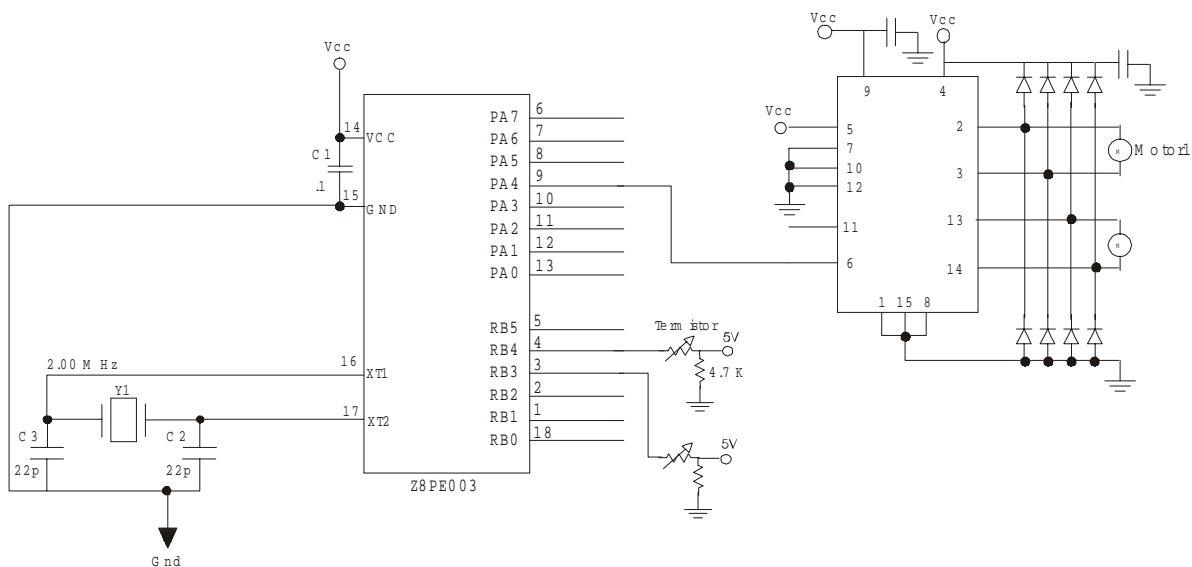 Vcc
Vcc
Vcc
14
VCC
C1
.1
15
GND
PA7 6
PA6 7
PA5 8
PA4 9
PA3 10
PA2 11
PA1 12
PA0 13
RB5 5
RB4 4
RB3 3
RB2 2
RB1 1
RB0 18
2.00 MHz
16
XT1
Y1
17
XT2
C3
22p
C2
22p
Z8PE003
Gnd
Termistor
5V
4.7 K
5V
Vcc
9
4
5
7
10
12
11
6
2
3
13
14
1 15 8
M
Motor1
M